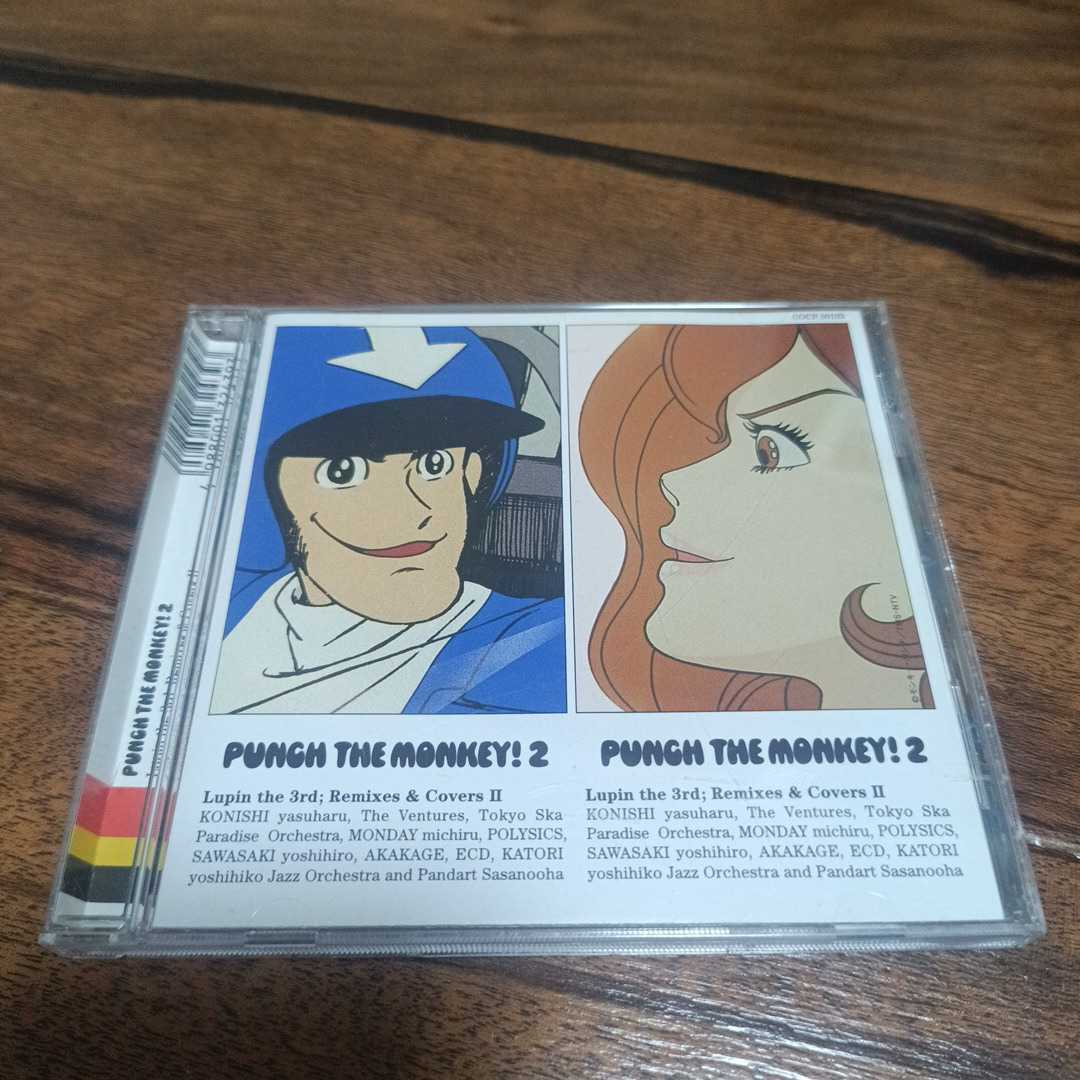 PUNCH THE MONKEY! 2
PUNCH THE MONKEY! 2
Lupin the 3rd; Remixes & Covers II
KONISHI yasuharu, The Ventures, Tokyo Ska
Paradise Orchestra, MONDAY michiru, POLYSICS,
SAWASAKI yoshihiro, AKAKAGE, ECD, KATORI
yoshihiko Jazz Orchestra and Pandart Sasanooha
PUNCH THE MONKEY! 2
Lupin the 3rd; Remixes & Covers II
KONISHI yasuharu, The Ventures, Tokyo Ska
Paradise Orchestra, MONDAY michiru, POLYSICS,
SAWASAKI yoshihiro, AKAKAGE, ECD, KATORI
yoshihiko Jazz Orchestra and Pandart Sasanooha